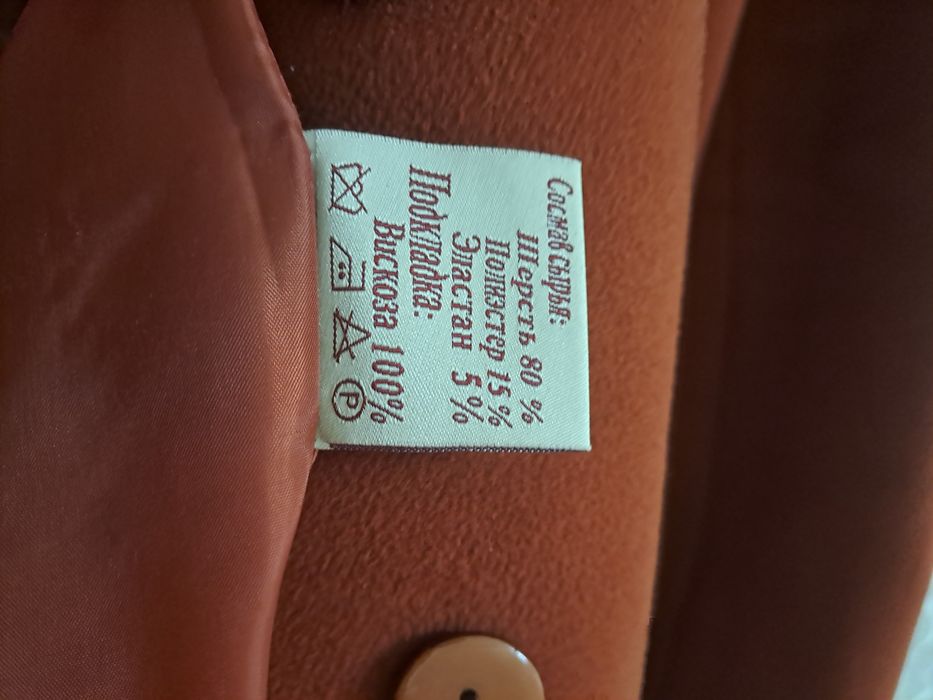 Состав сырья:
Шерсть 80 %
Полиэстер 15 %
Эластан 5 %
Подкладка:
Вискоза 100%
P